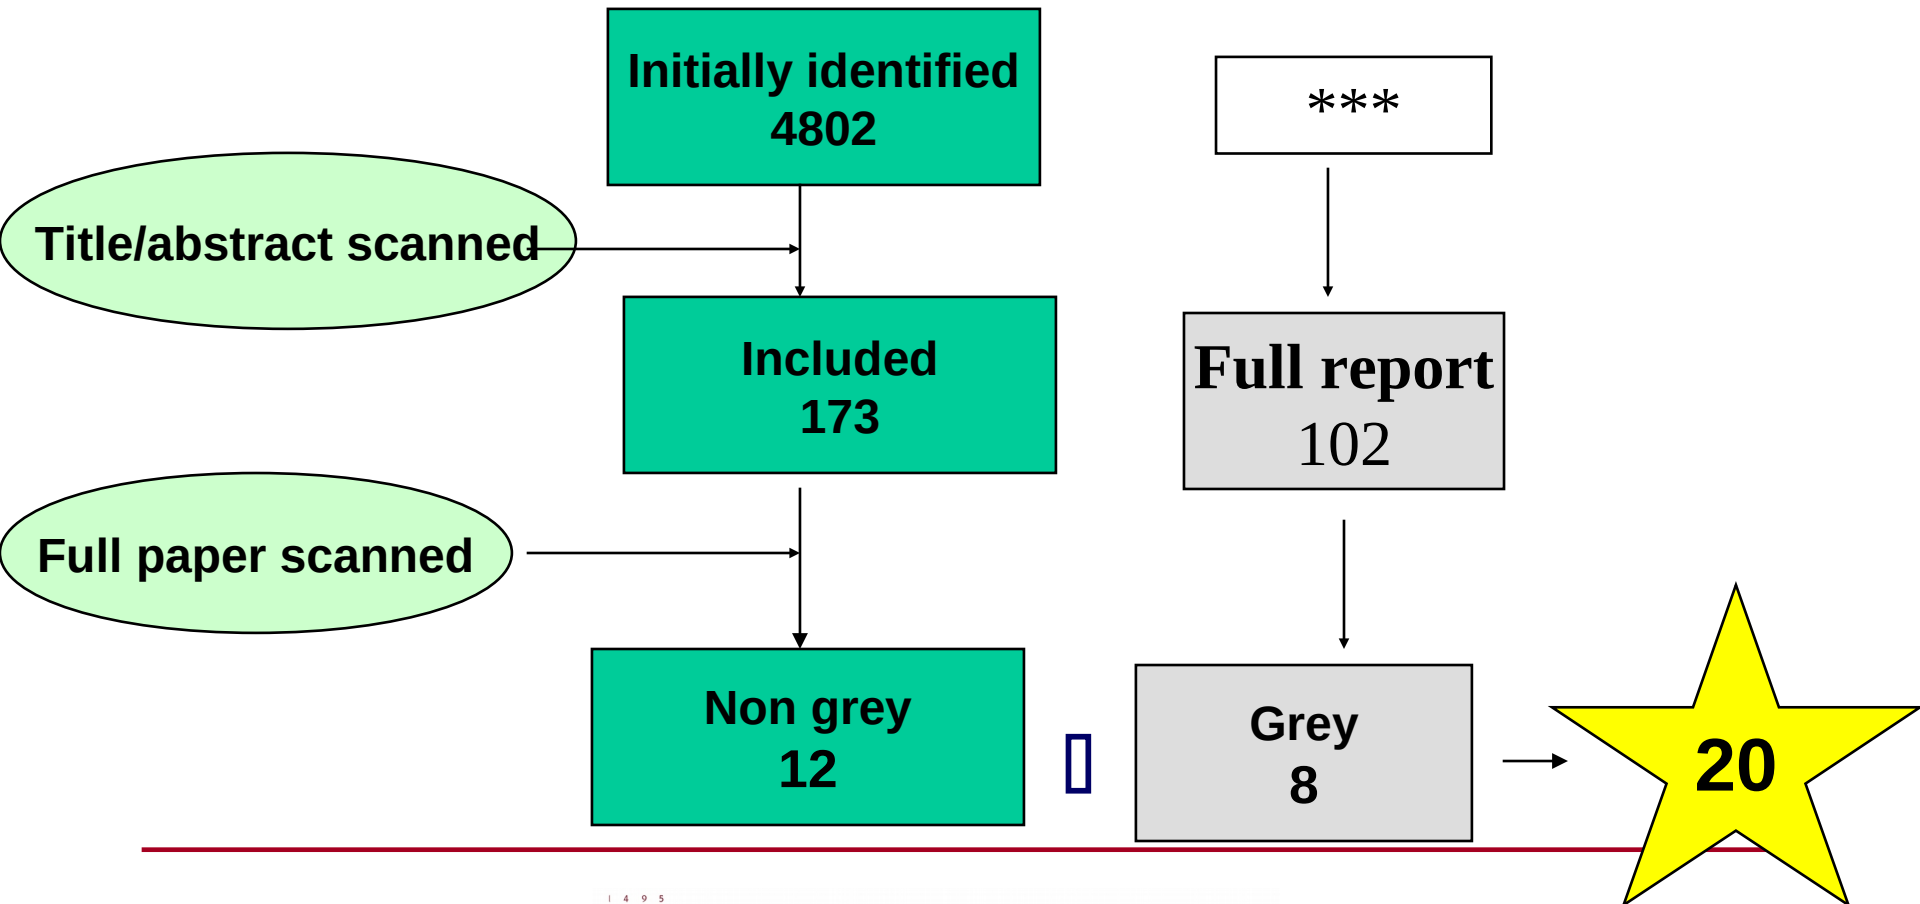 Initially identified
4802
***
Title/abstract scanned
Included
173
Full report
102
Full paper scanned
Non grey
12
Grey
8
20
1495